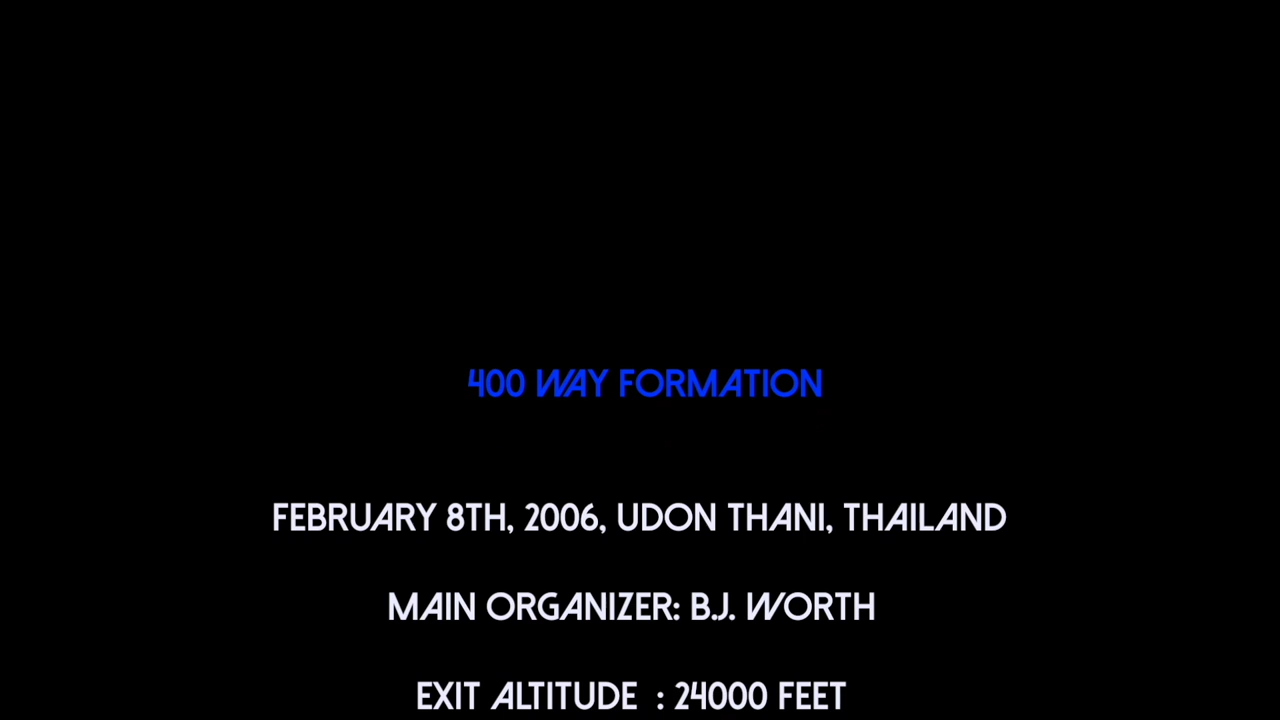 400 WAY FORMATION
FEBRUARY 8TH, 2006, UDON THANI, THAILAND
MAIN ORGANIZER: B.J. WORTH
EXIT ALTITUDE : 24000 FEET